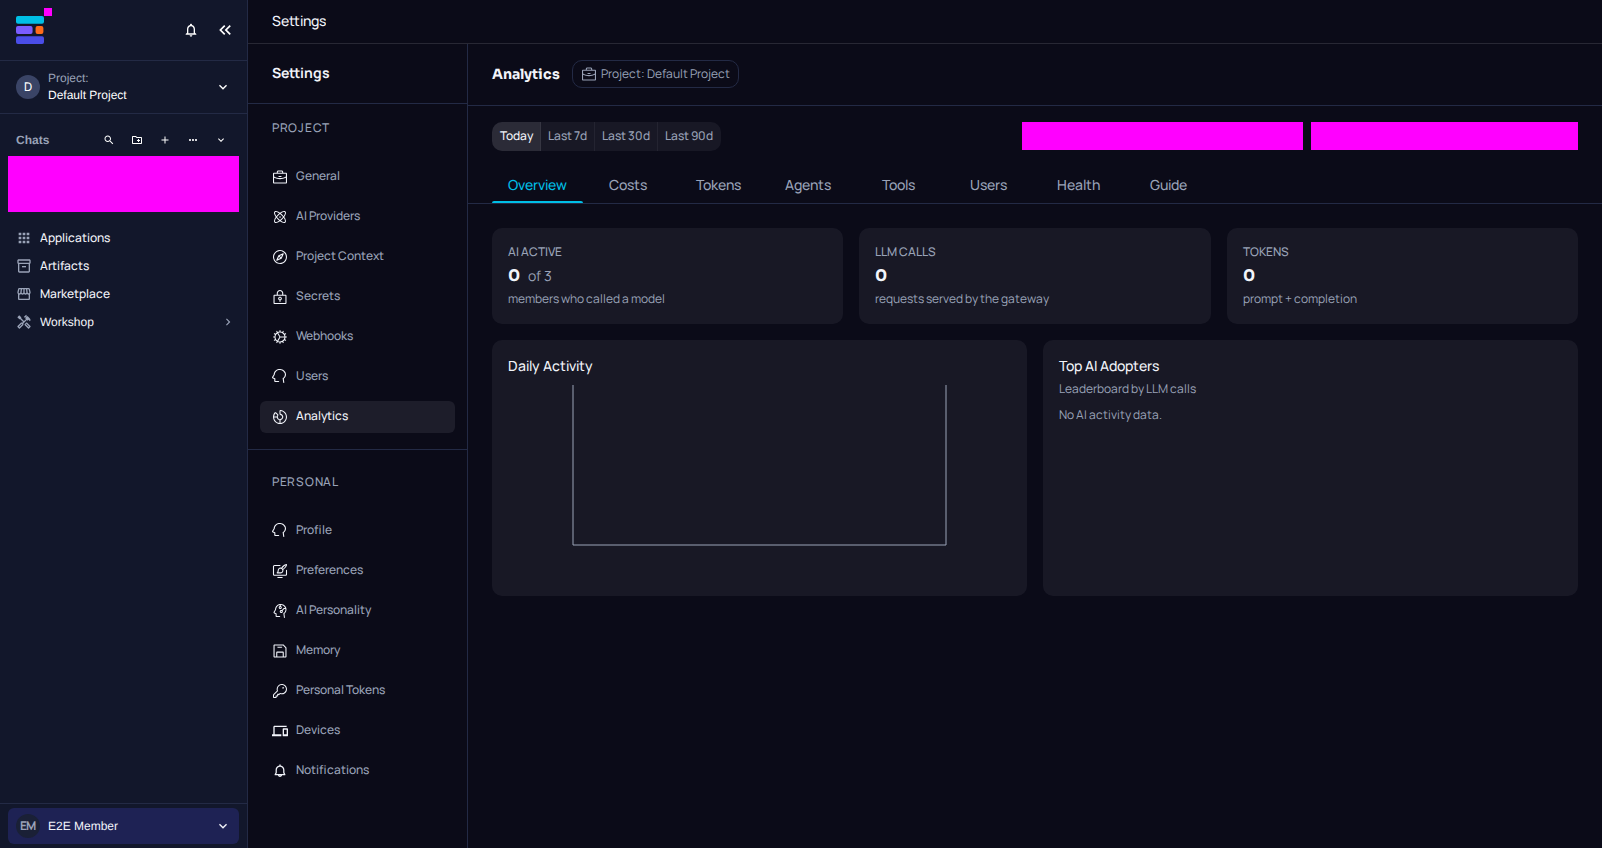 Settings
Project:
D
Default Project
Chats
Applications
Artifacts
Marketplace
Workshop
EM
E2E Member
Settings
PROJECT
General
AI Providers
Project Context
Secrets
Webhooks
Users
Analytics
PERSONAL
Profile
Preferences
AI Personality
Memory
Personal Tokens
Devices
Notifications
Analytics
Project: Default Project
Today Last 7d Last 30d Last 90d
Overview Costs Tokens Agents Tools Users Health Guide
AI ACTIVE
0 of 3
members who called a model
LLM CALLS
0
requests served by the gateway
TOKENS
0
prompt + completion
Daily Activity
Top AI Adopters
Leaderboard by LLM calls
No AI activity data.